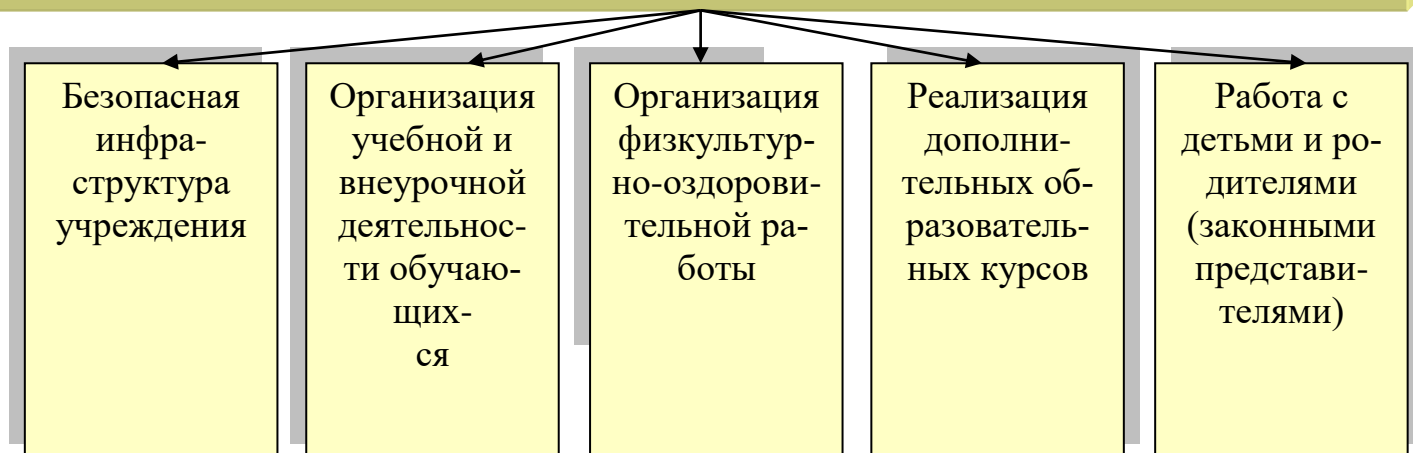 Безопасная
инфра-
структура
учреждения
Организация
учебной и
внеурочной
деятельнос-
ти обучаю-
щих-
ся
Организация
физкультур-
но-оздорови-
тельной ра-
боты
Реализация
дополни-
тельных об-
разователь-
ных курсов
Работа с
детьми и ро-
дителями
(законными
представи-
телями)